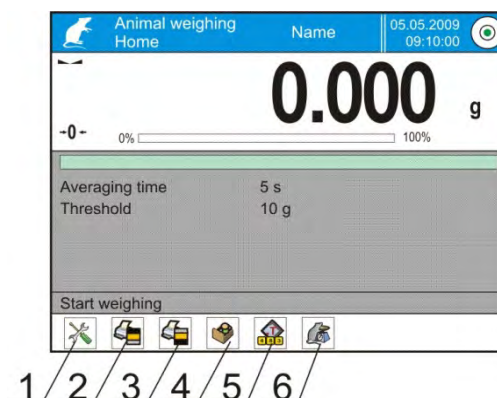 Animal weighing
Home
Name
05.05.2009
09:10:00
0.000 g
→0←
0% 100%
Averaging time 5 s
Threshold 10 g
Start weighing
1 2 3 4 5 6